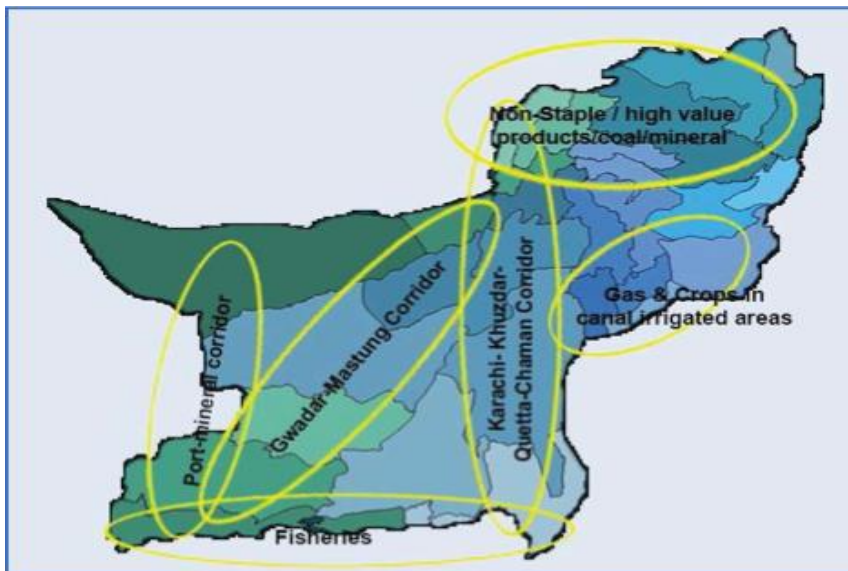 Non-Staple / high value
products/coal/mineral
Gas & Crops in
canal irrigated areas
Karachi- Khuzdar-
Quetta-Chaman Corridor
Gwadar-Mastung Corridor
Port-mineral corridor
Fisheries